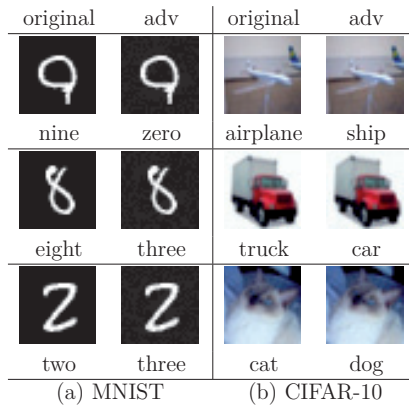 original adv original adv
nine zero airplane ship
eight three truck car
two three cat dog
(a) MNIST (b) CIFAR-10